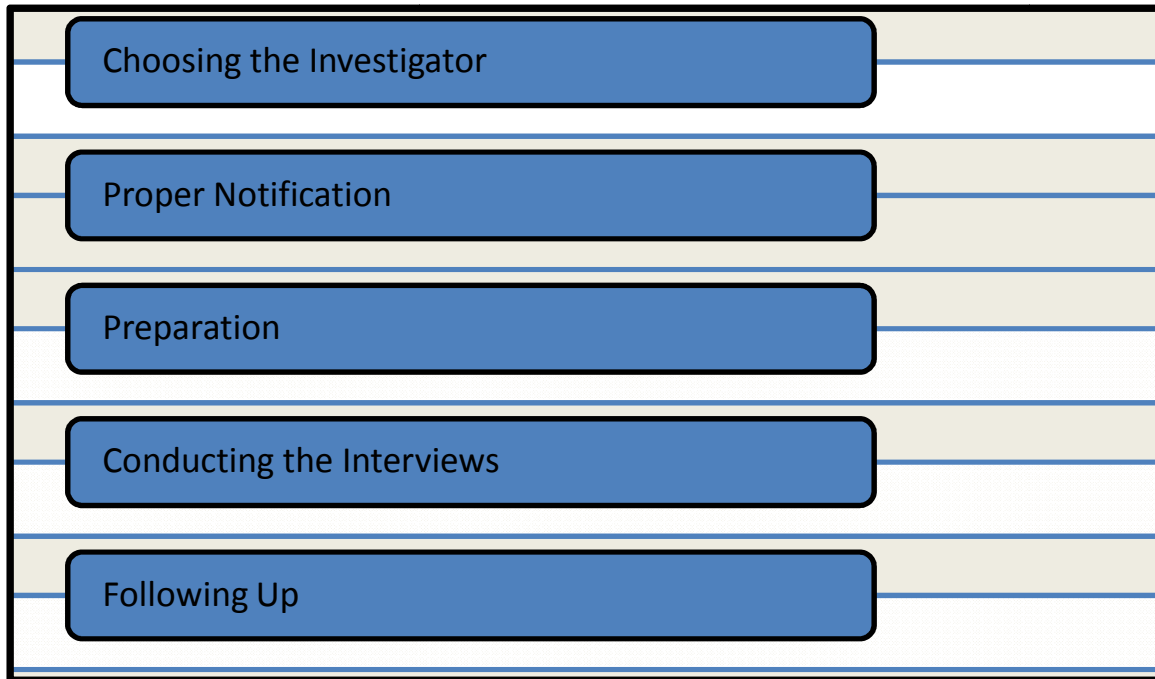 Choosing the Investigator
Proper Notification
Preparation
Conducting the Interviews
Following Up